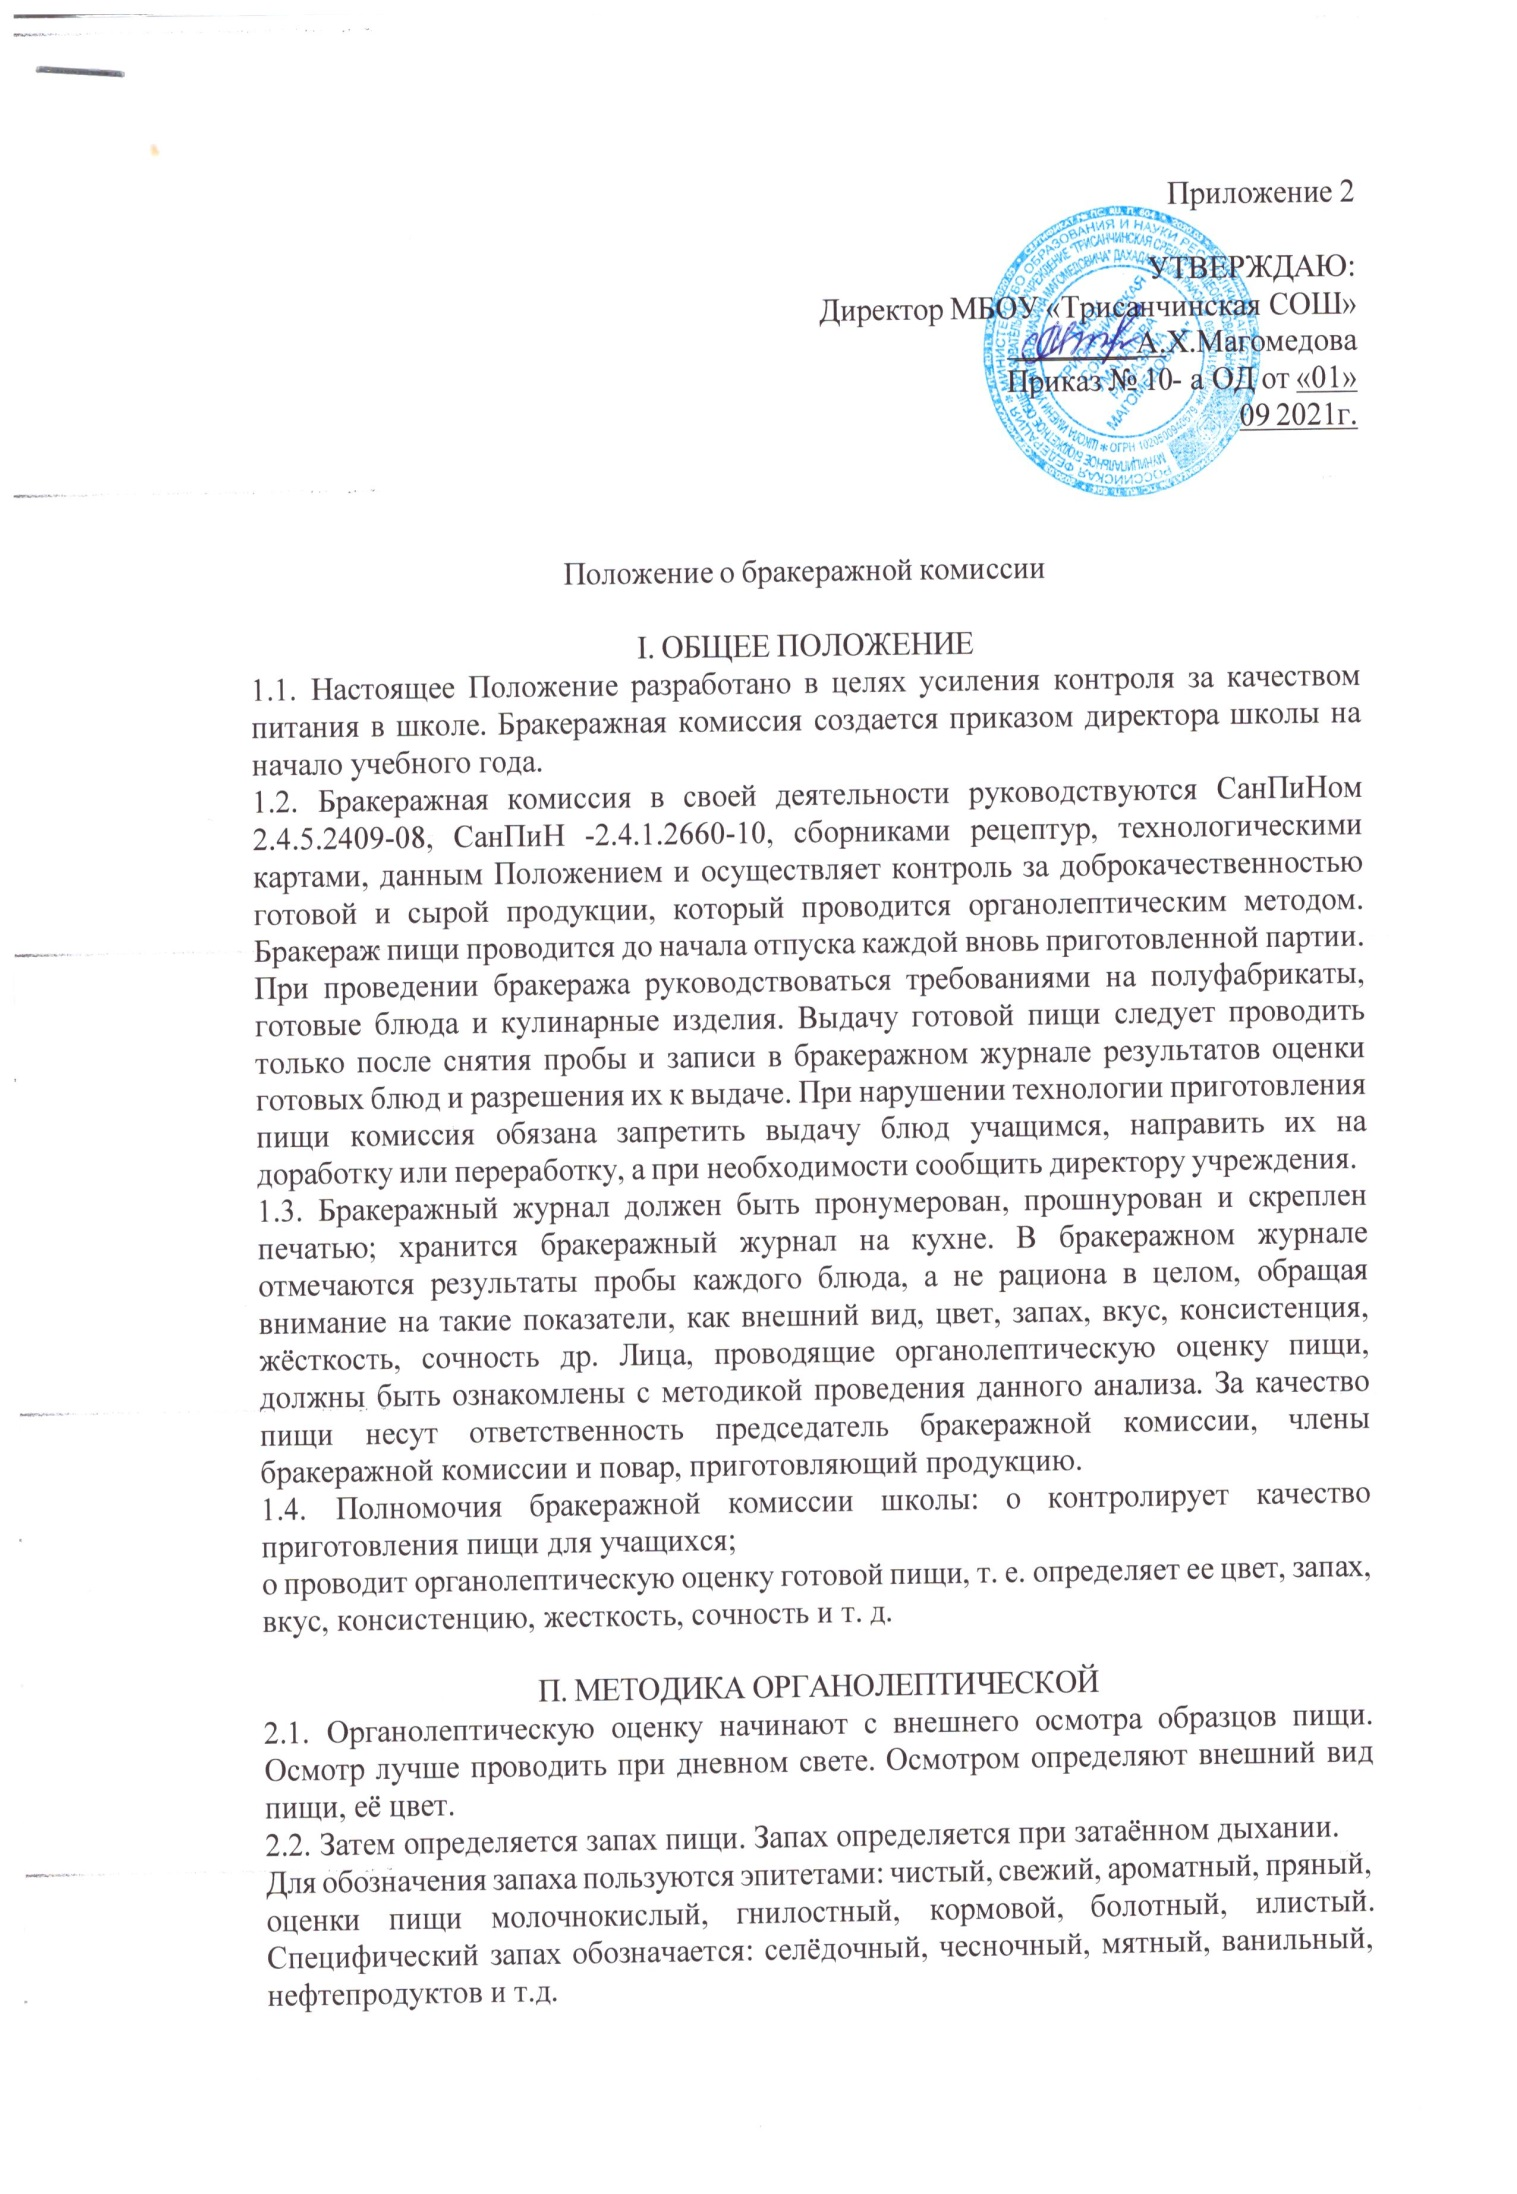 Приложение 2
УТВЕРЖДАЮ:
Директор МБОУ «Трисанчинская СОШ»
А.Х.Магомедова
Приказ № 10- а ОД от «01»
09 2021г.
Положение о бракеражной комиссии
I. ОБЩЕЕ ПОЛОЖЕНИЕ
1.1. Настоящее Положение разработано в целях усиления контроля за качеством
питания в школе. Бракеражная комиссия создается приказом директора школы на
начало учебного года.
1.2. Бракеражная комиссия в своей деятельности руководствуются СанПиНом
2.4.5.2409-08, СанПиН -2.4.1.2660-10, сборниками рецептур, технологическими
картами, данным Положением и осуществляет контроль за доброкачественностью
готовой и сырой продукции, который проводится органолептическим методом.
Бракераж пищи проводится до начала отпуска каждой вновь приготовленной партии.
При проведении бракеража руководствоваться требованиями на полуфабрикаты,
готовые блюда и кулинарные изделия. Выдачу готовой пищи следует проводить
только после снятия пробы и записи в бракеражном журнале результатов оценки
готовых блюд и разрешения их к выдаче. При нарушении технологии приготовления
пищи комиссия обязана запретить выдачу блюд учащимся, направить их на
доработку или переработку, а при необходимости сообщить директору учреждения.
1.3. Бракеражный журнал должен быть пронумерован, прошнурован и скреплен
печатью; хранится бракеражный журнал на кухне. В бракеражном журнале
отмечаются результаты пробы каждого блюда, а не рациона в целом, обращая
внимание на такие показатели, как внешний вид, цвет, запах, вкус, консистенция,
жёсткость, сочность др. Лица, проводящие органолептическую оценку пищи,
должны быть ознакомлены с методикой проведения данного анализа. За качество
пищи несут ответственность председатель бракеражной комиссии, члены
бракеражной комиссии и повар, приготовляющий продукцию.
1.4. Полномочия бракеражной комиссии школы: о контролирует качество
приготовления пищи для учащихся;
о проводит органолептическую оценку готовой пищи, т. е. определяет ее цвет, запах,
вкус, консистенцию, жесткость, сочность и т. д.
П. МЕТОДИКА ОРГАНОЛЕПТИЧЕСКОЙ
2.1. Органолептическую оценку начинают с внешнего осмотра образцов пищи.
Осмотр лучше проводить при дневном свете. Осмотром определяют внешний вид
пищи, её цвет.
2.2. Затем определяется запах пищи. Запах определяется при затаённом дыхании.
Для обозначения запаха пользуются эпитетами: чистый, свежий, ароматный, пряный,
оценки пищи молочнокислый, гнилостный, кормовой, болотный, илистый.
Специфический запах обозначается: селёдочный, чесночный, мятный, ванильный,
нефтепродуктов и т.д.